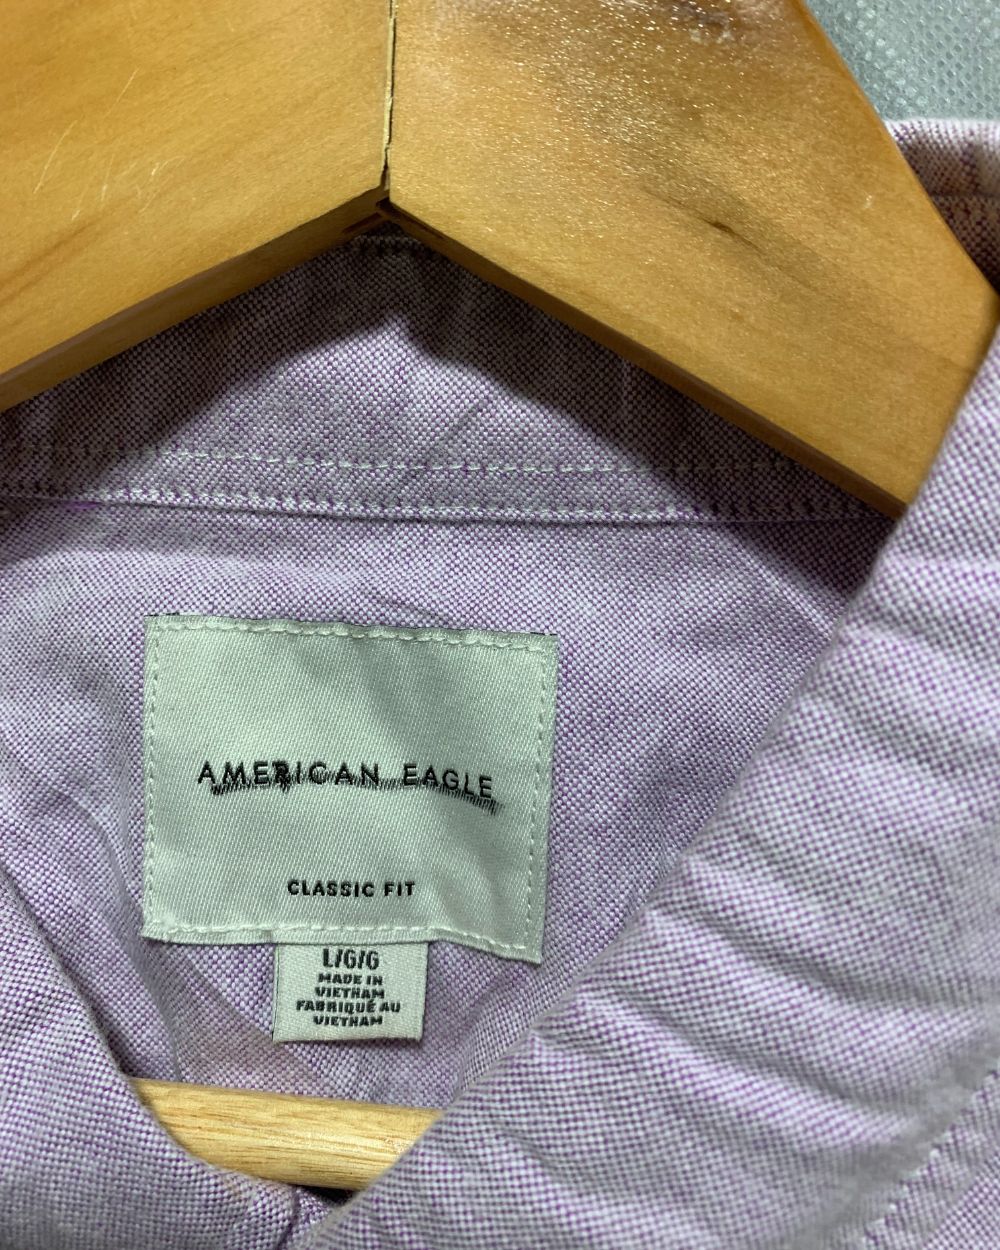 AMERICAN EAGLE
CLASSIC FIT
L/G/G
MADE IN
VIETNAM
FABRIQUÉ AU
VIETNAM